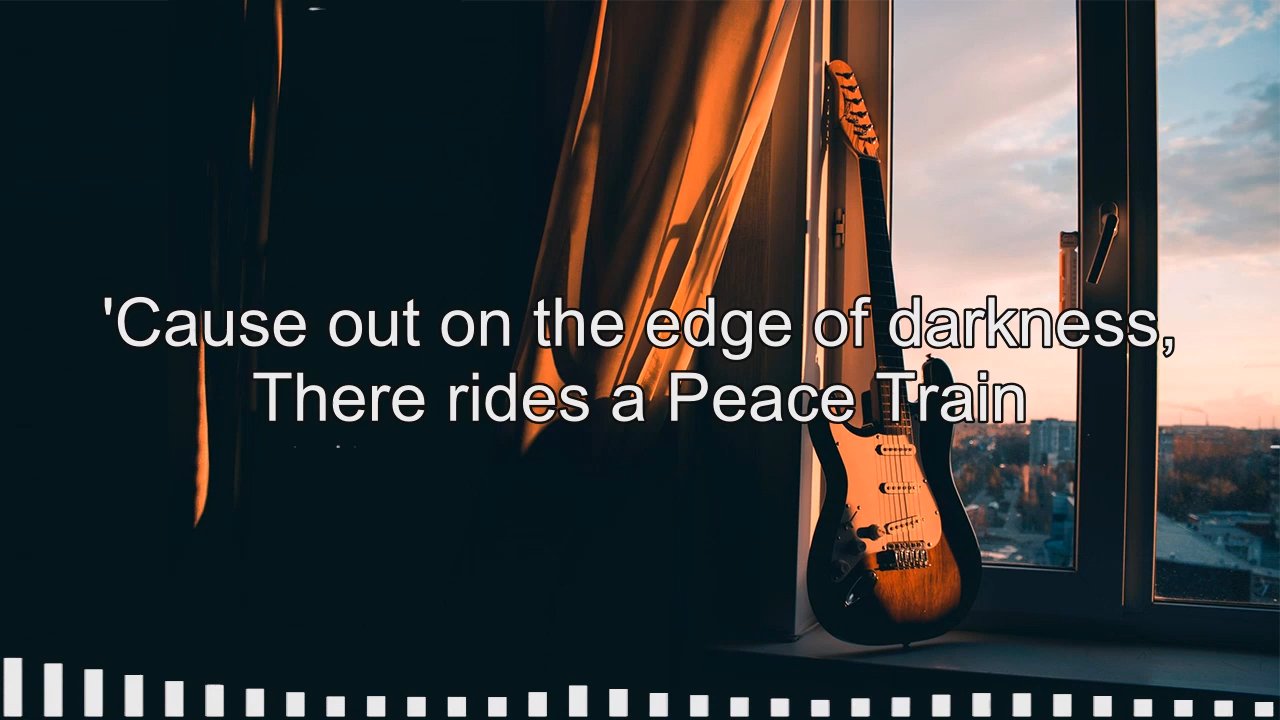 'Cause out on the edge of darkness,
There rides a Peace Train